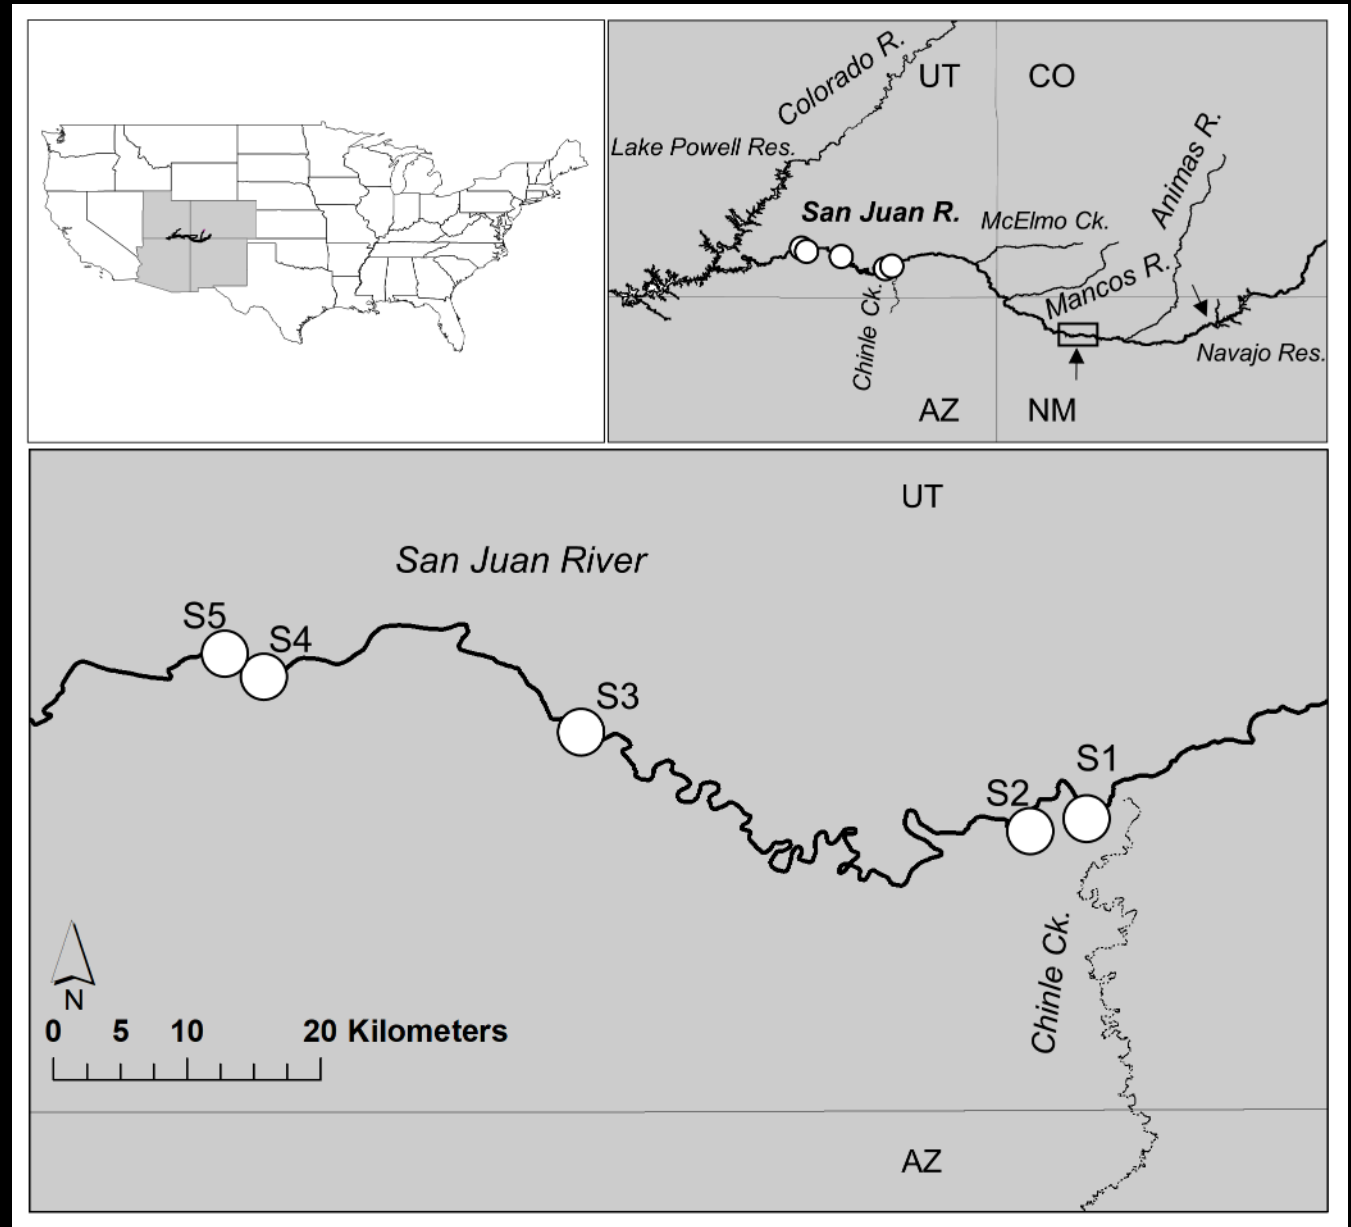 Colorado R.
UT
CO
Lake Powell Res.
Animas R.
San Juan R.
McElmo Ck.
Mancos R.
Chinle Ck.
Navajo Res.
AZ
NM
UT
San Juan River
S5
S4
S3
S1
S2
Chinle Ck.
N
0 5 10 20 Kilometers
AZ